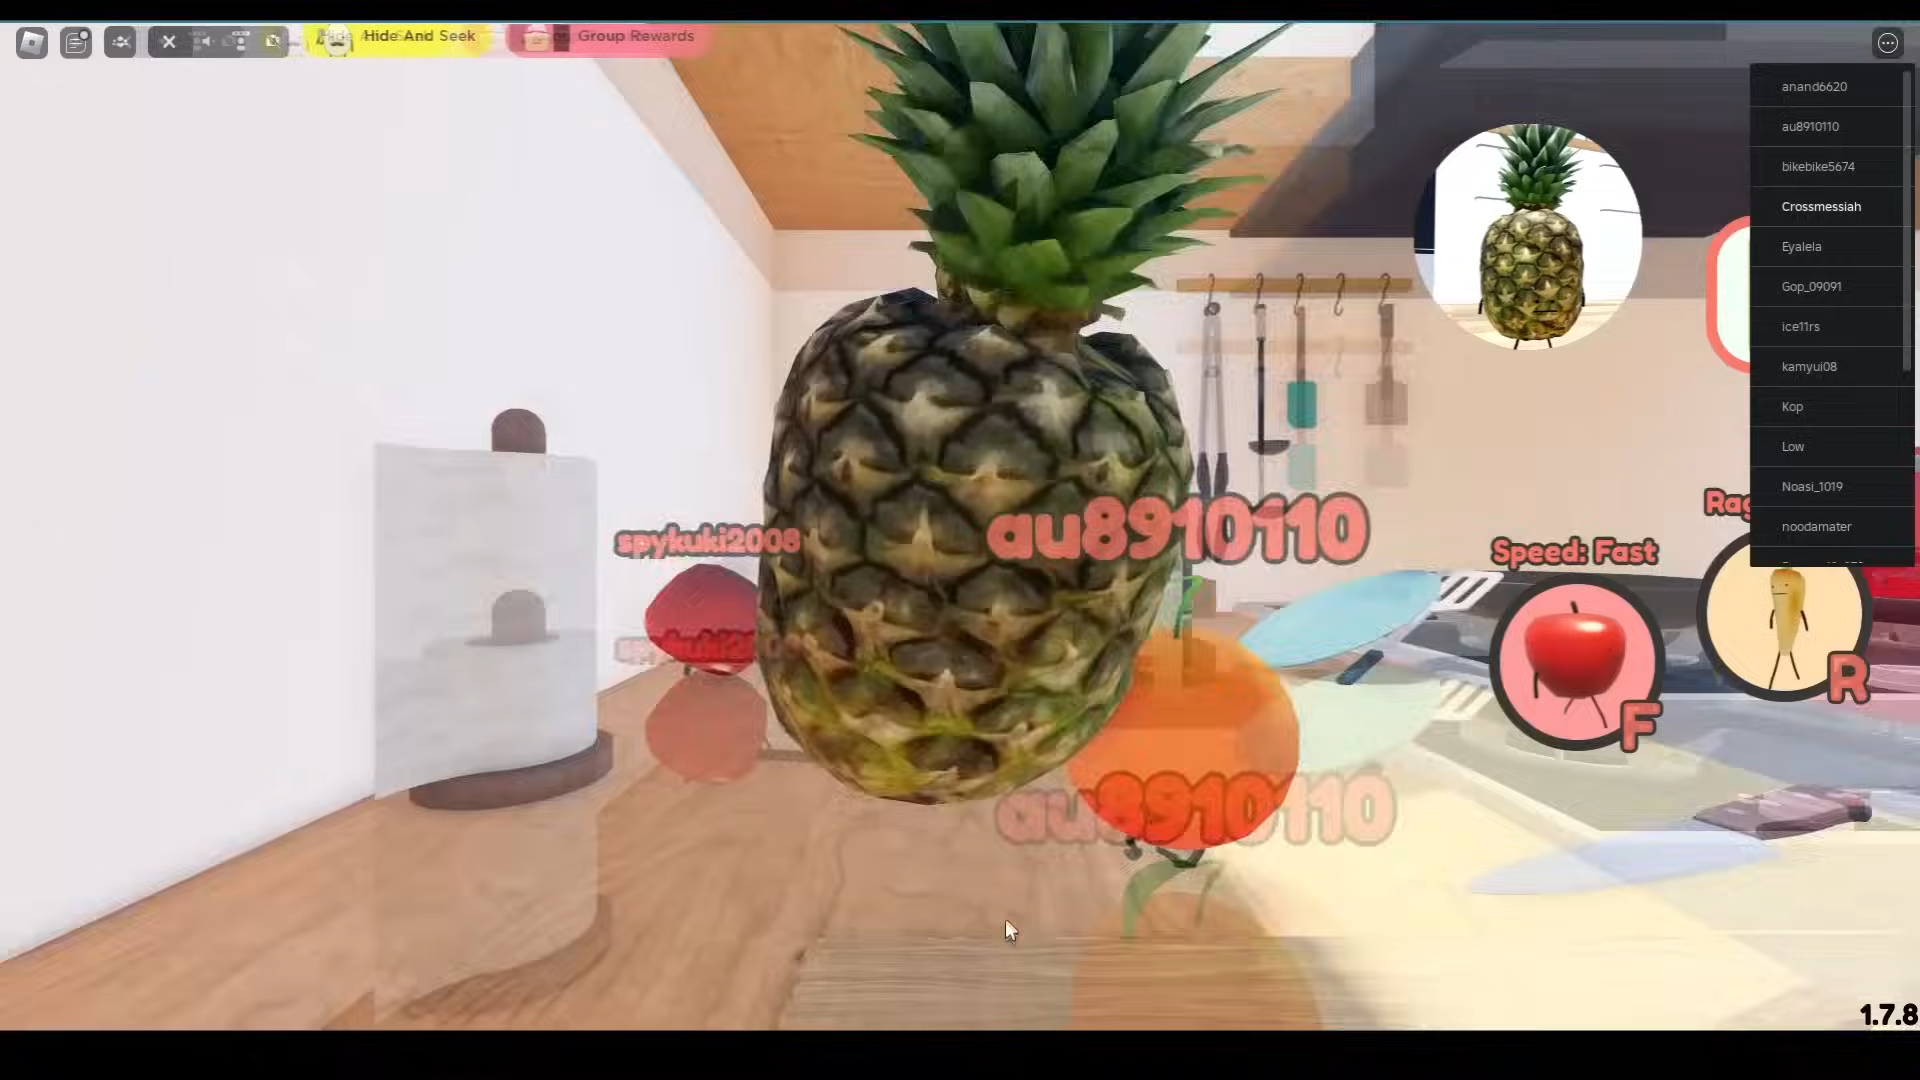 Hide And Seek
Group Rewards
anand6620
au8910110
bikebike5674
Crossmessiah
Eyalela
Gop_09091
ice11rs
kamyui08
Kop
Low
Noasi_1019
noodamater
Speed: Fast
F
R
spykuki2008
au8910110
au8910110
1.7.8